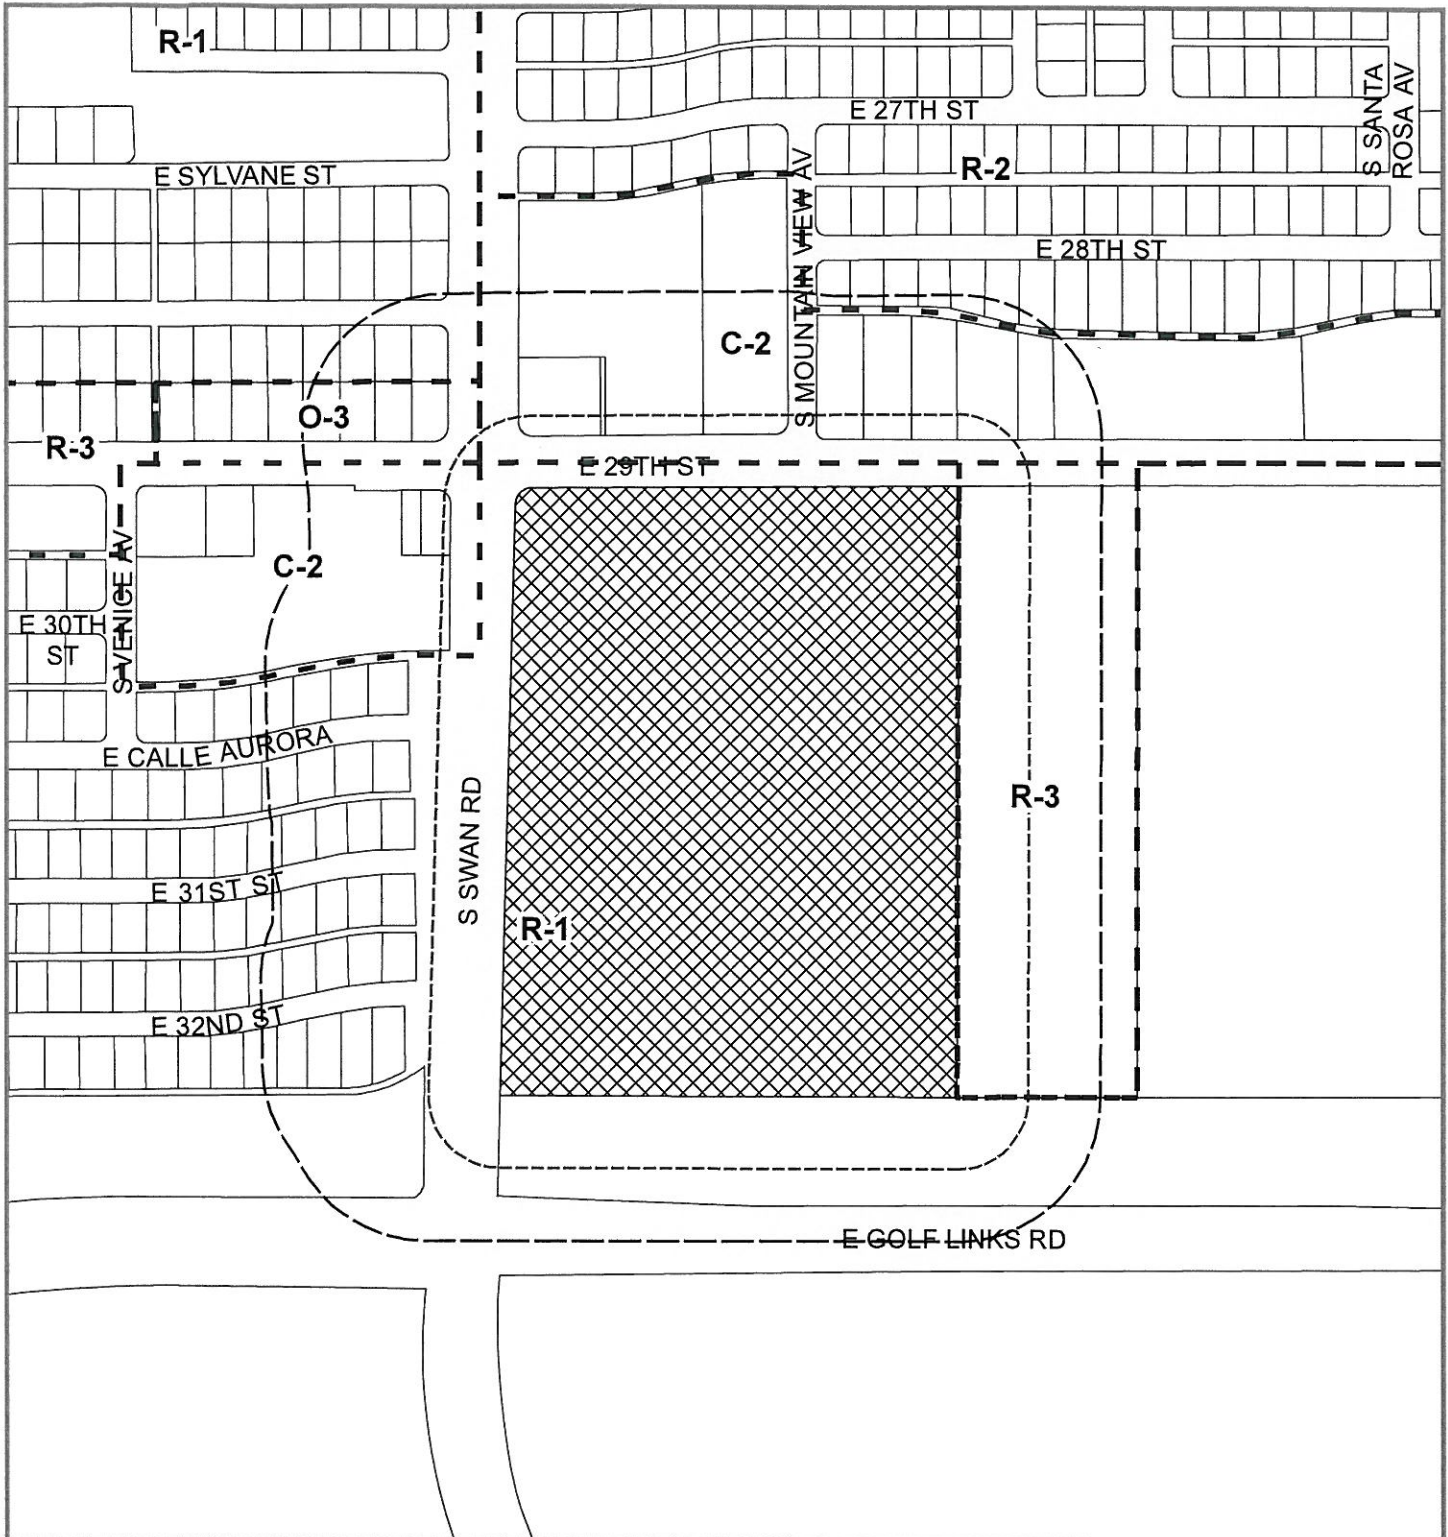 R-1
S SANTA
ROSA AV
E 27TH ST
E SYLVANE ST
R-2
S MOUNTAIN VIEW AV
E 28TH ST
C-2
O-3
R-3
E 29TH ST
C-2
S VENICE AV
E 30TH
ST
E CALLE AURORA
R-3
S SWAN RD
E 31ST ST
R-1
E 32ND ST
E GOLF LINKS RD